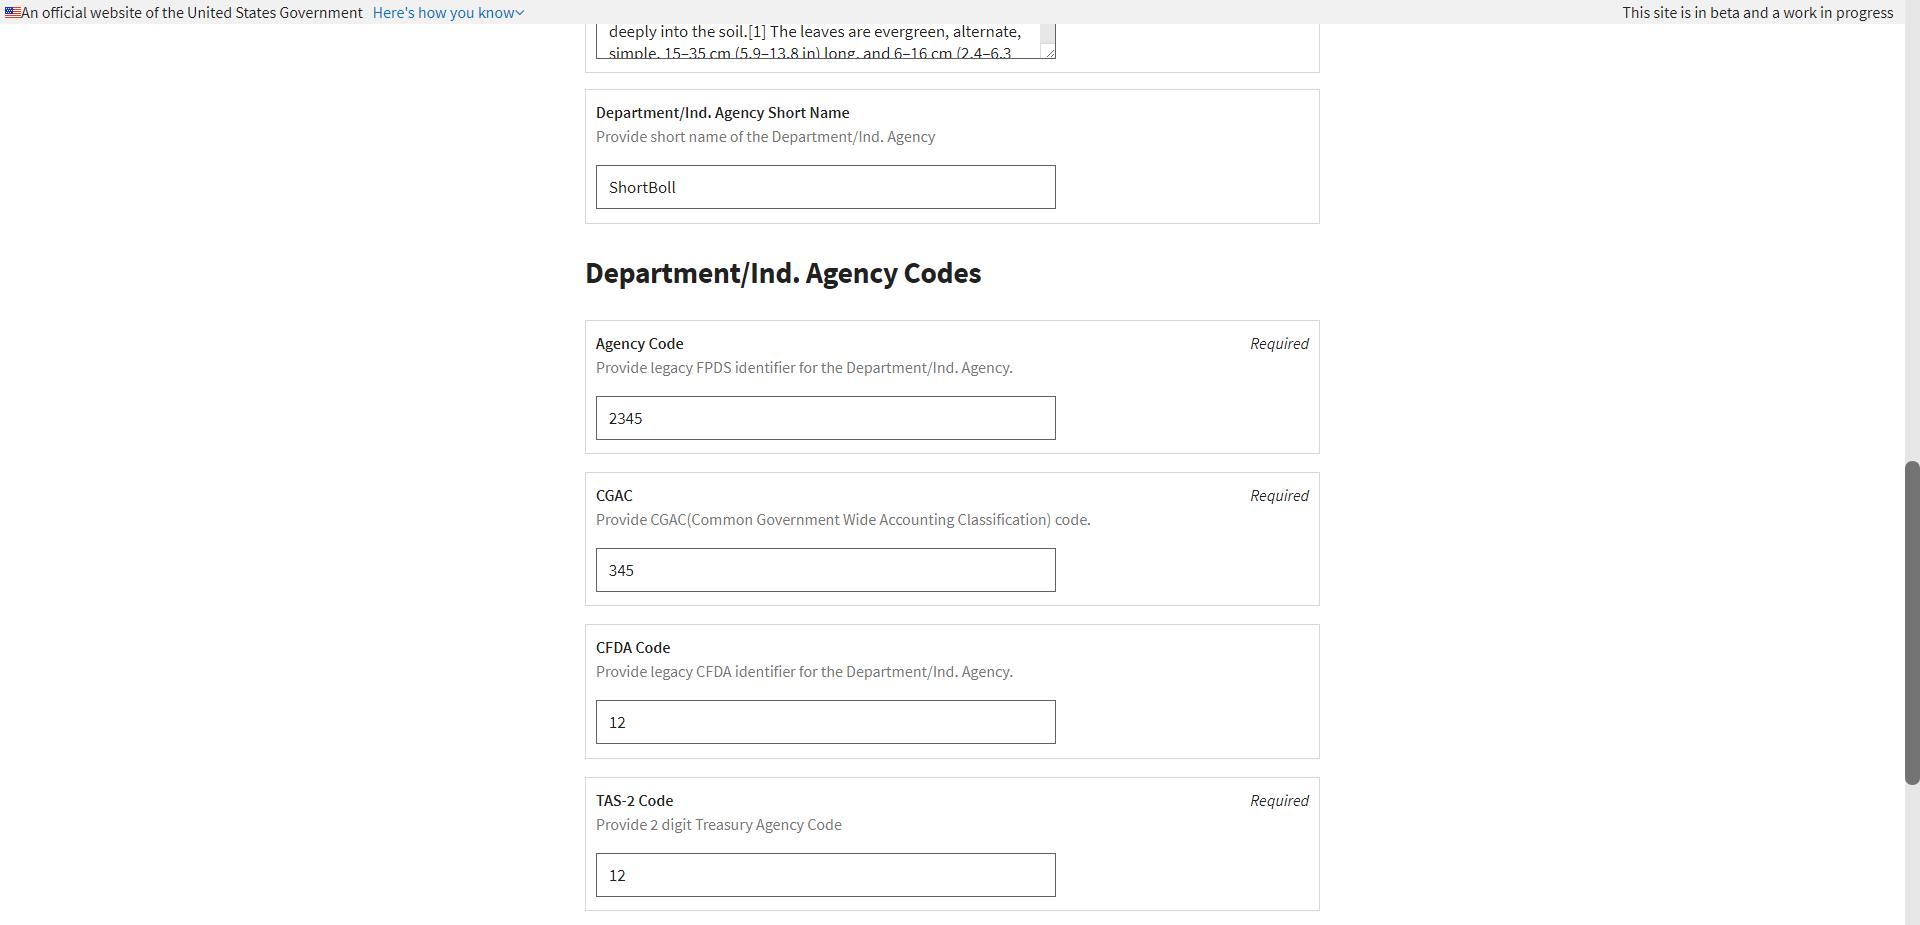 An official website of the United States Government Here's how you know
This site is in beta and a work in progress
deeply into the soil.[1] The leaves are evergreen, alternate,
simple, 15–35 cm (5.9–13.8 in) long, and 6–16 cm (2.4–6.3
Department/Ind. Agency Short Name
Provide short name of the Department/Ind. Agency
ShortBoll
Department/Ind. Agency Codes
Agency Code
Required
Provide legacy FPDS identifier for the Department/Ind. Agency.
2345
CGAC
Required
Provide CGAC(Common Government Wide Accounting Classification) code.
345
CFDA Code
Provide legacy CFDA identifier for the Department/Ind. Agency.
12
TAS-2 Code
Required
Provide 2 digit Treasury Agency Code
12